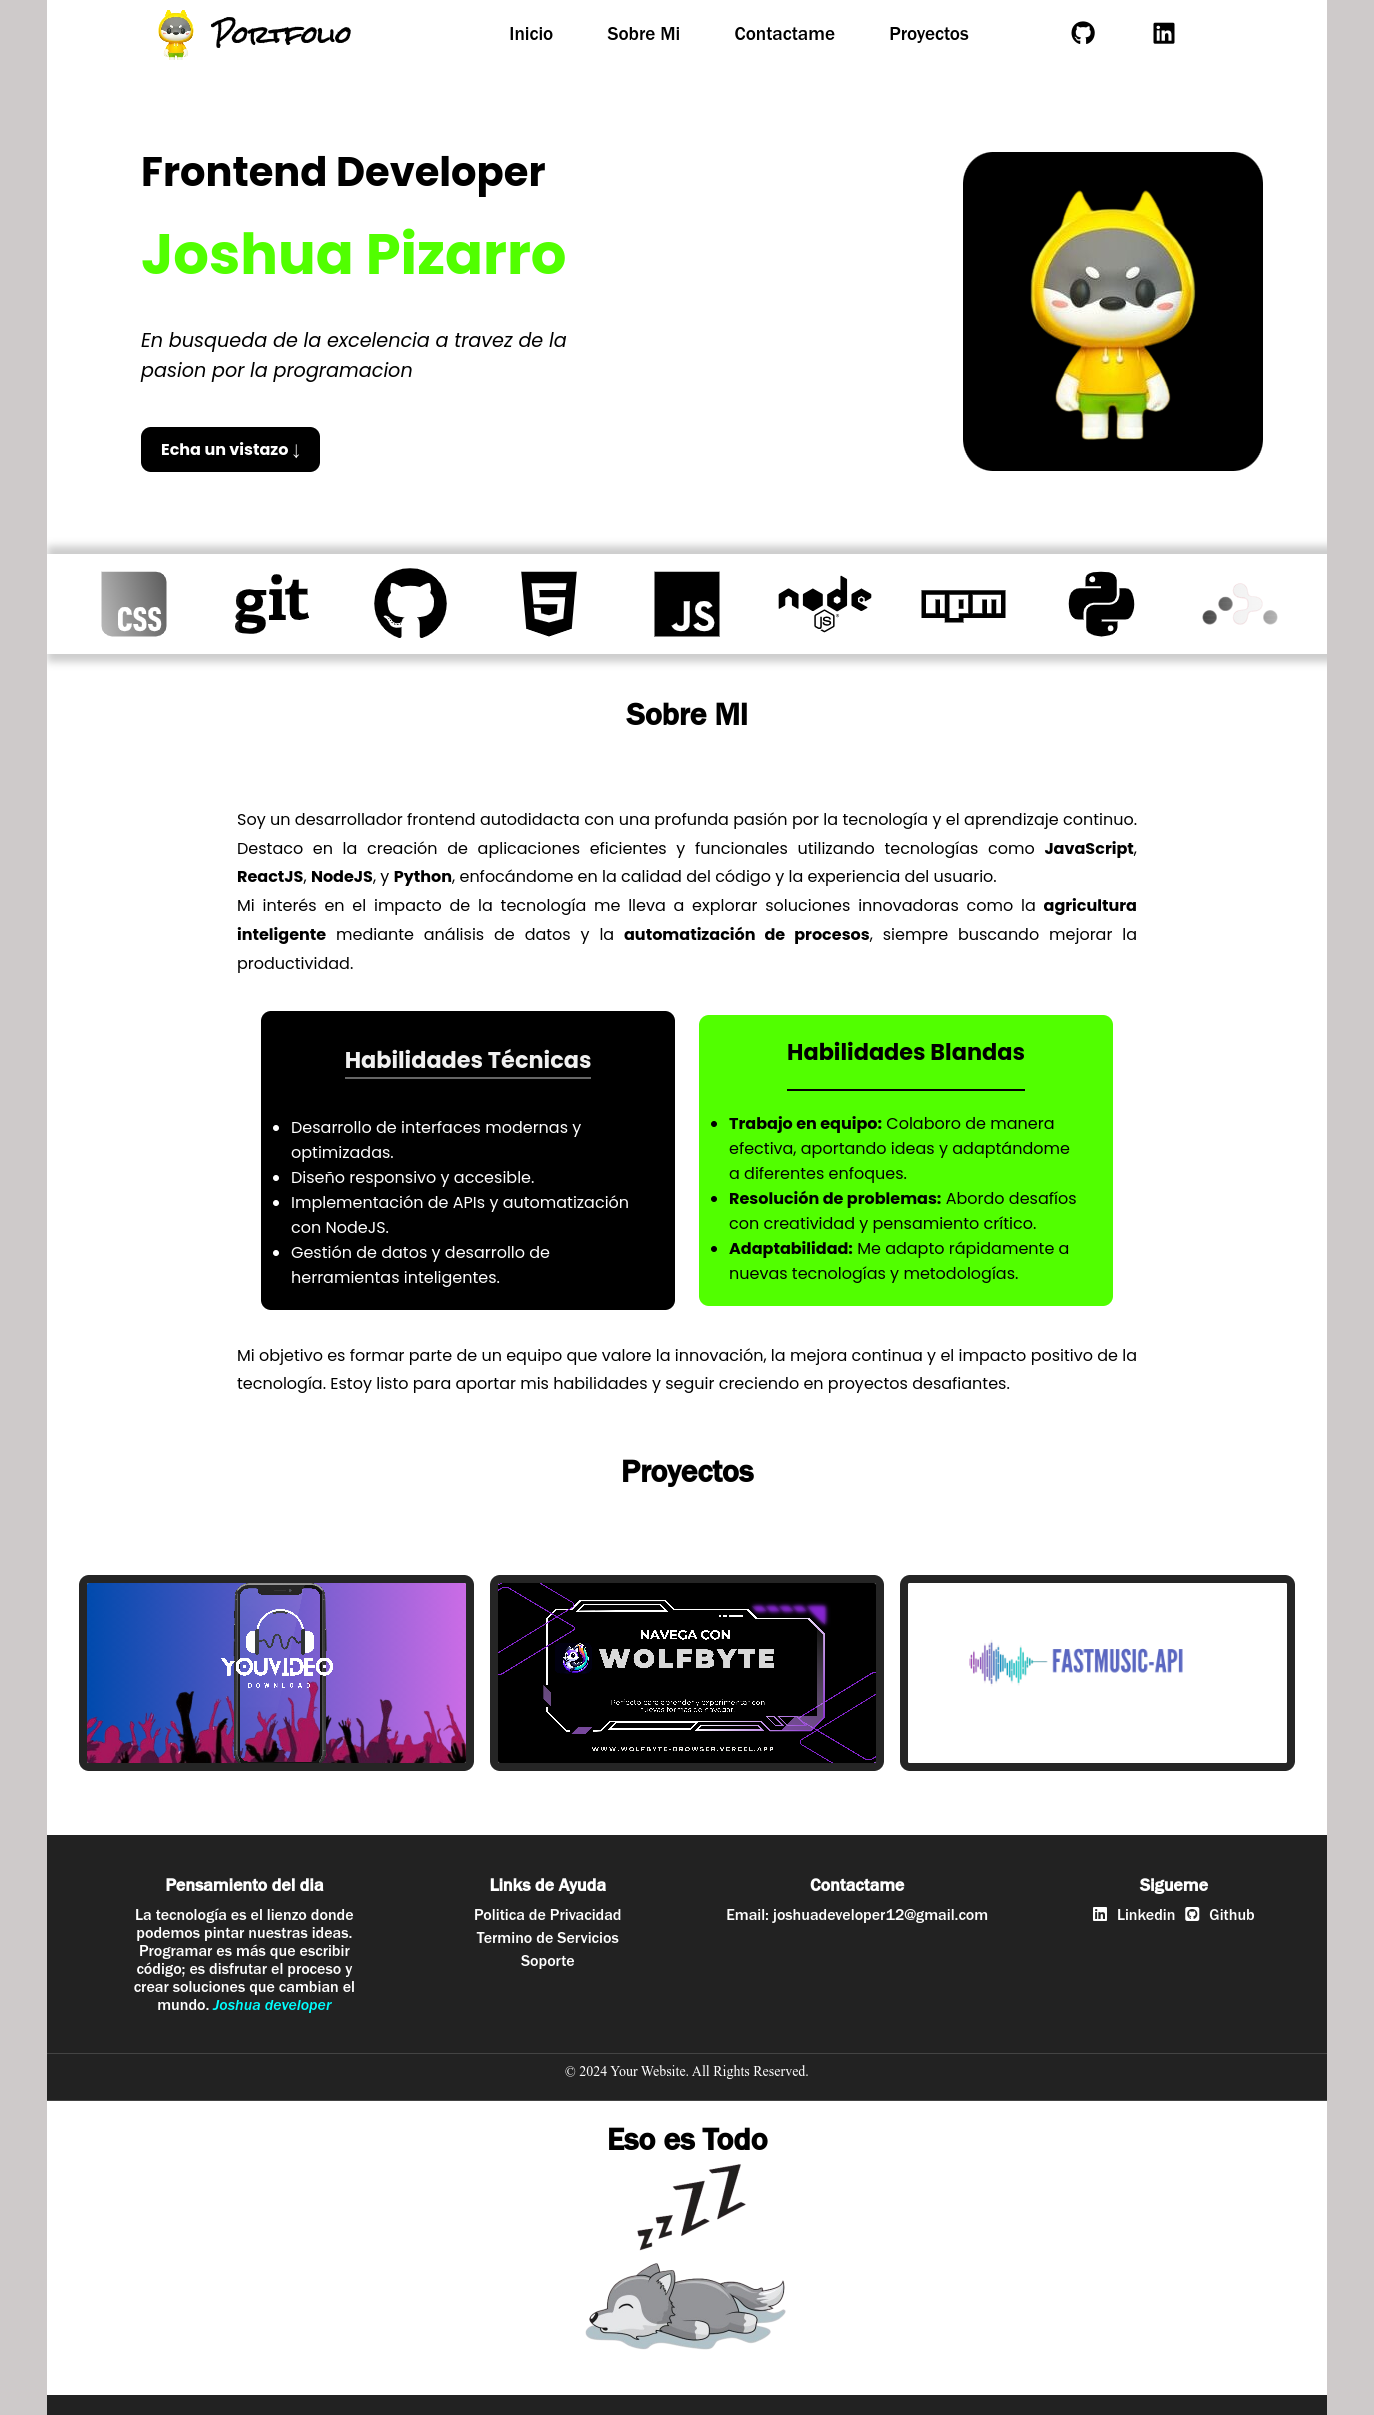 Portfolio
Inicio
Sobre Mi
Contactame
Proyectos
Frontend Developer
Joshua Pizarro
En busqueda de la excelencia a travez de la
pasion por la programacion
Echa un vistazo ↓
CSS
git
5
JS
node
JS
npm
Sobre MI
Soy un desarrollador frontend autodidacta con una profunda pasión por la tecnología y el aprendizaje continuo.
Destaco en la creación de aplicaciones eficientes y funcionales utilizando tecnologías como JavaScript,
ReactJS, NodeJS, y Python, enfocándome en la calidad del código y la experiencia del usuario.
Mi interés en el impacto de la tecnología me lleva a explorar soluciones innovadoras como la agricultura
inteligente mediante análisis de datos y la automatización de procesos, siempre buscando mejorar la
productividad.
Habilidades Técnicas
• Desarrollo de interfaces modernas y
optimizadas.
• Diseño responsivo y accesible.
• Implementación de APIs y automatización
con NodeJS.
• Gestión de datos y desarrollo de
herramientas inteligentes.
Habilidades Blandas
• Trabajo en equipo: Colaboro de manera
efectiva, aportando ideas y adaptándome
a diferentes enfoques.
• Resolución de problemas: Abordo desafíos
con creatividad y pensamiento crítico.
• Adaptabilidad: Me adapto rápidamente a
nuevas tecnologías y metodologías.
Mi objetivo es formar parte de un equipo que valore la innovación, la mejora continua y el impacto positivo de la
tecnología. Estoy listo para aportar mis habilidades y seguir creciendo en proyectos desafiantes.
Proyectos
YOUVIDEO
DOWNLOAD
NAVEGA CON
WOLFBYTE
Perfecto para aprender y experimentar con
nuevas formas de navegar.
WWW.WOLFBYTE-BROWSER.VERCEL.APP
FASTMUSIC-API
Pensamiento del dia
La tecnología es el lienzo donde
podemos pintar nuestras ideas.
Programar es más que escribir
código; es disfrutar el proceso y
crear soluciones que cambian el
mundo. Joshua developer
Links de Ayuda
Politica de Privacidad
Termino de Servicios
Soporte
Contactame
Email: joshuadeveloper12@gmail.com
Sigueme
Linkedin
Github
© 2024 Your Website. All Rights Reserved.
Eso es Todo
zzZZ